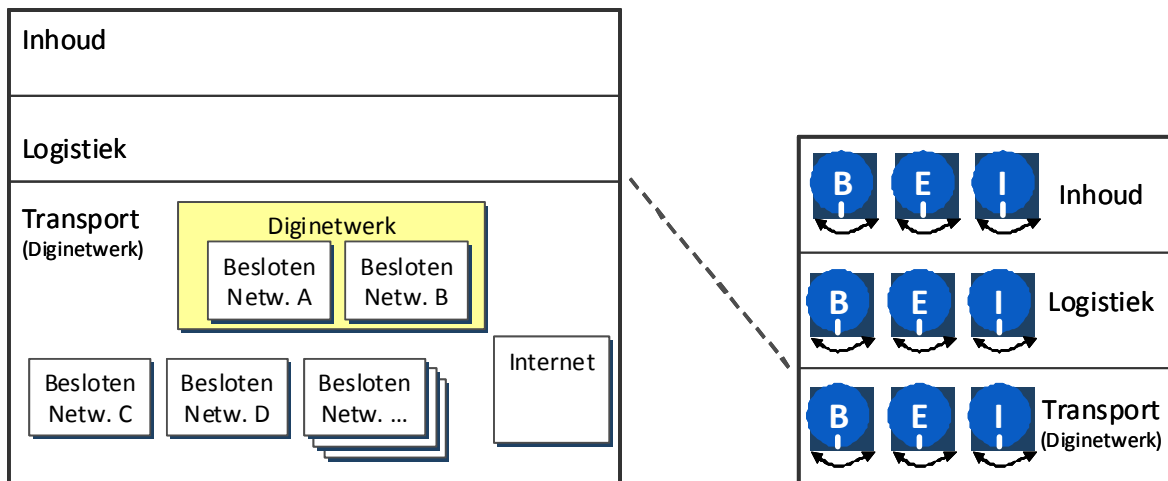 Inhoud
Logistiek
Transport
(Diginetwerk)
Diginetwerk
Besloten
Netw. A
Besloten
Netw. B
Besloten
Netw. C
Besloten
Netw. D
Besloten
Netw. ...
Internet
B E I Inhoud
B E I Logistiek
B E I Transport
(Diginetwerk)